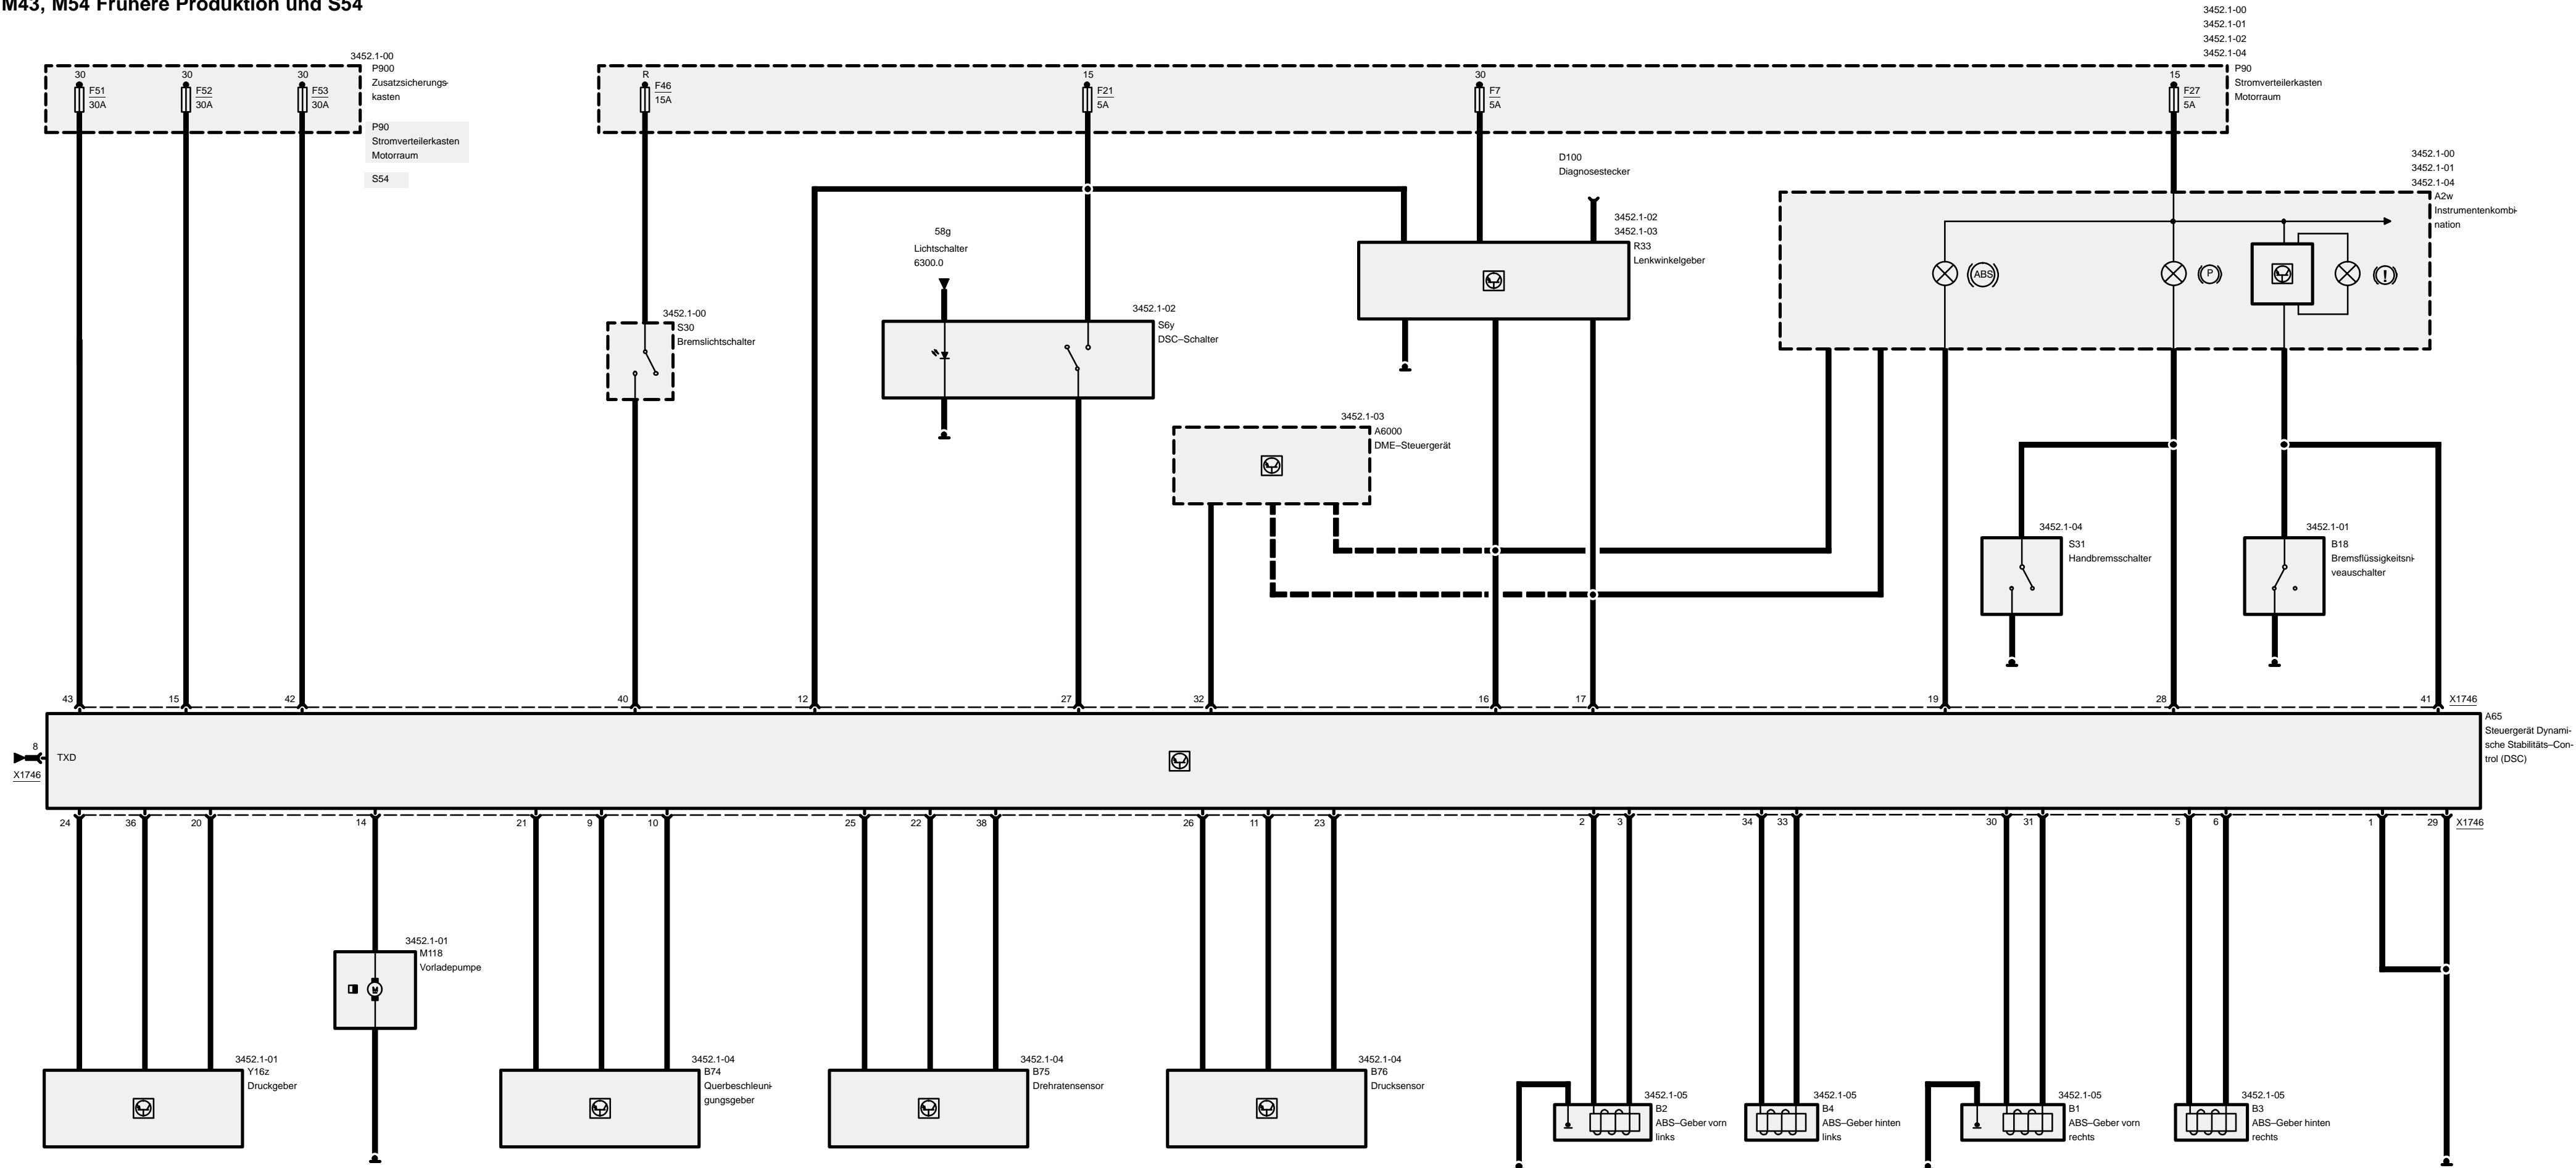 M43, M54 Frühere Produktion und S54
3452.1-00
P900
Zusatzsicherungs-
kasten
30
F51
30A
30
F52
30A
30
F53
30A
P90
Stromverteilerkasten
Motorraum
S54
R
F46
15A
15
F21
5A
30
F7
5A
15
F27
5A
3452.1-00
3452.1-01
3452.1-02
3452.1-04
P90
Stromverteilerkasten
Motorraum
D100
Diagnosestecker
3452.1-00
3452.1-01
3452.1-04
A2w
Instrumentenkombi-
nation
ABS
P
!
58g
Lichtschalter
6300.0
3452.1-02
3452.1-03
R33
Lenkwinkelgeber
3452.1-00
S30
Bremslichtschalter
3452.1-02
S6y
DSC–Schalter
3452.1-03
A6000
DME–Steuergerät
3452.1-04
S31
Handbremsschalter
3452.1-01
B18
Bremsflüssigkeitsni-
veauschalter
43
15
42
40
12
27
32
16
17
19
28
41
X1746
A65
Steuergerät Dynami-
sche Stabilitäts–Con-
trol (DSC)
8
X1746
TXD
24
36
20
14
21
9
10
25
22
38
26
11
23
2
3
34
33
30
31
5
6
1
29
X1746
3452.1-01
M118
Vorladepumpe
M
3452.1-01
Y16z
Druckgeber
3452.1-04
B74
Querbeschleuni-
gungsgeber
3452.1-04
B75
Drehratensensor
3452.1-04
B76
Drucksensor
3452.1-05
B2
ABS–Geber vorn
links
3452.1-05
B4
ABS–Geber hinten
links
3452.1-05
B1
ABS–Geber vorn
rechts
3452.1-05
B3
ABS–Geber hinten
rechts